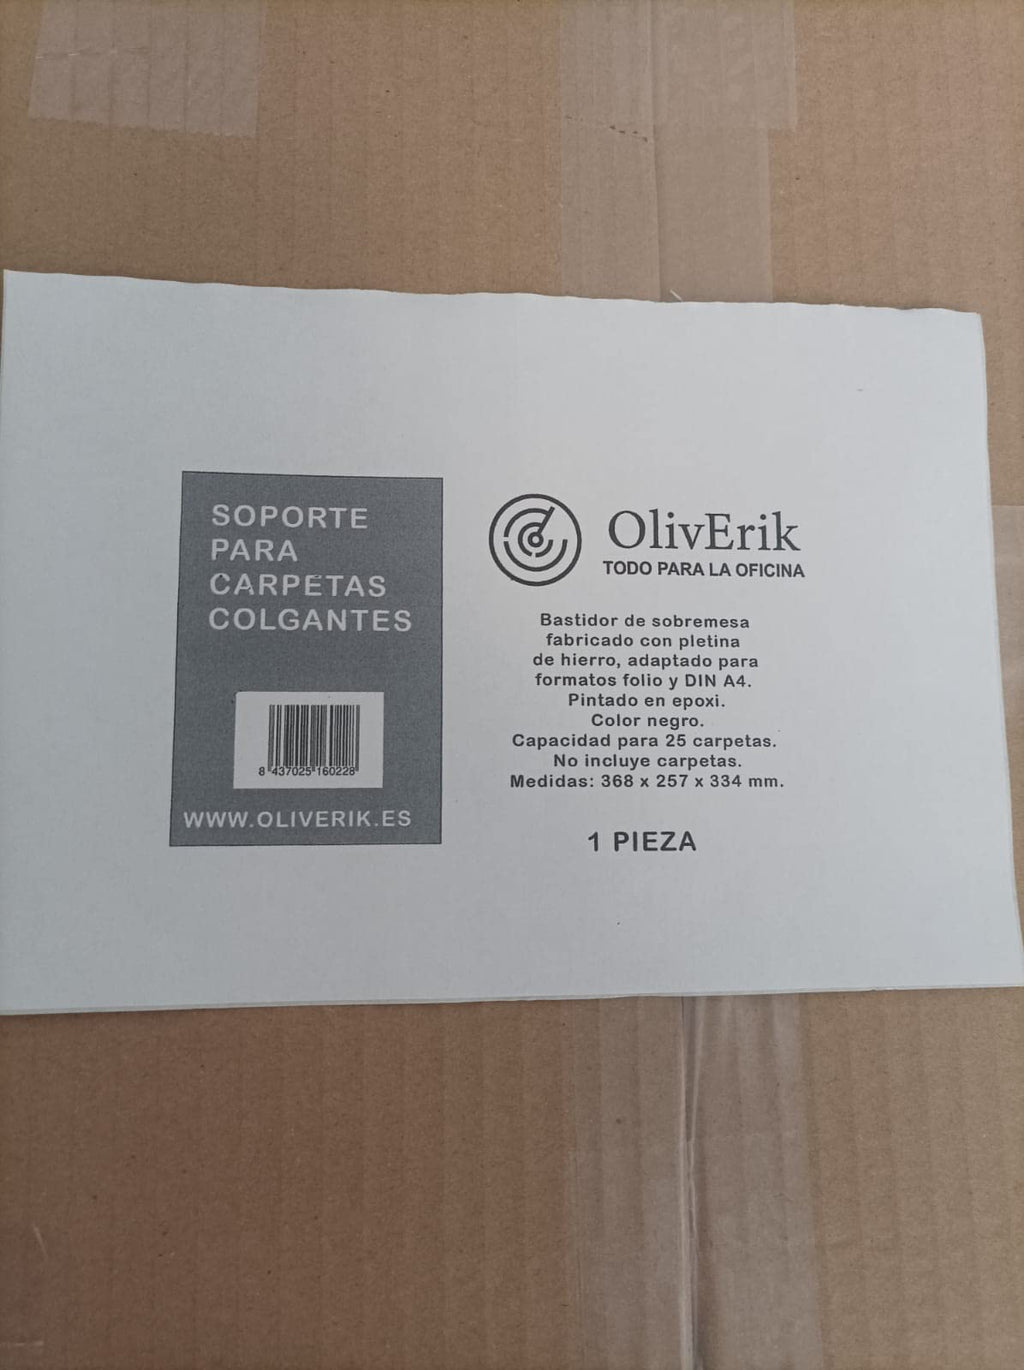 SOPORTE
PARA
CARPETAS
COLGANTES
8 437025 160228
WWW.OLIVERIK.ES
OlivErik
TODO PARA LA OFICINA
Bastidor de sobremesa
fabricado con pletina
de hierro, adaptado para
formatos folio y DIN A4.
Pintado en epoxi.
Color negro.
Capacidad para 25 carpetas.
No incluye carpetas.
Medidas: 368 x 257 x 334 mm.
1 PIEZA